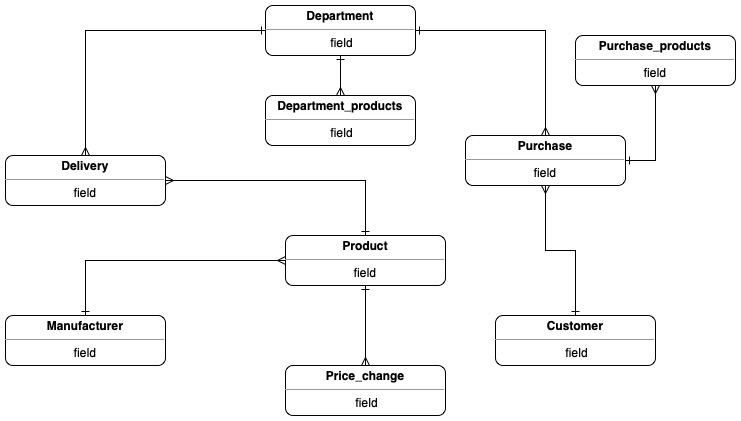 Department
field
Purchase_products
field
Department_products
field
Purchase
field
Delivery
field
Product
field
Manufacturer
field
Customer
field
Price_change
field